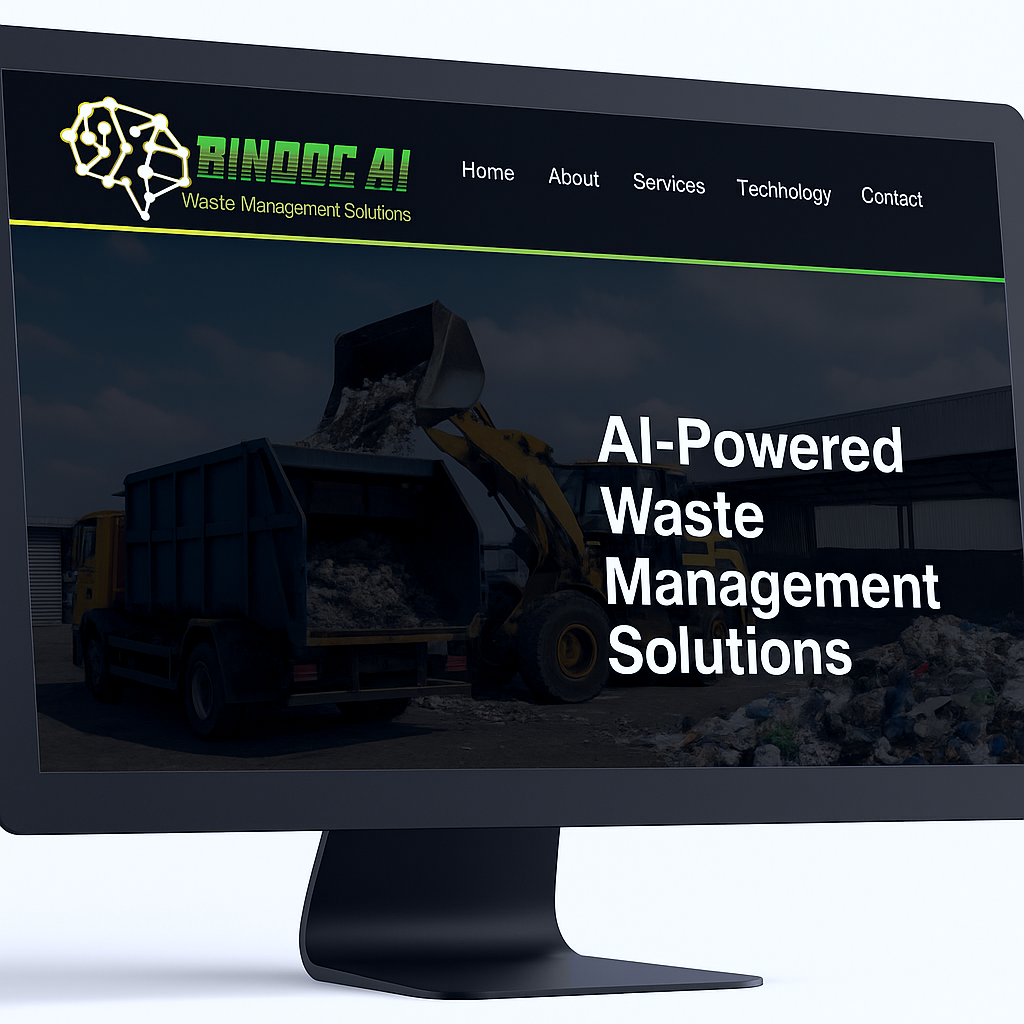 BINDOC AI
Waste Management Solutions
Home About Services Techhology Contact
AI-Powered
Waste
Management
Solutions